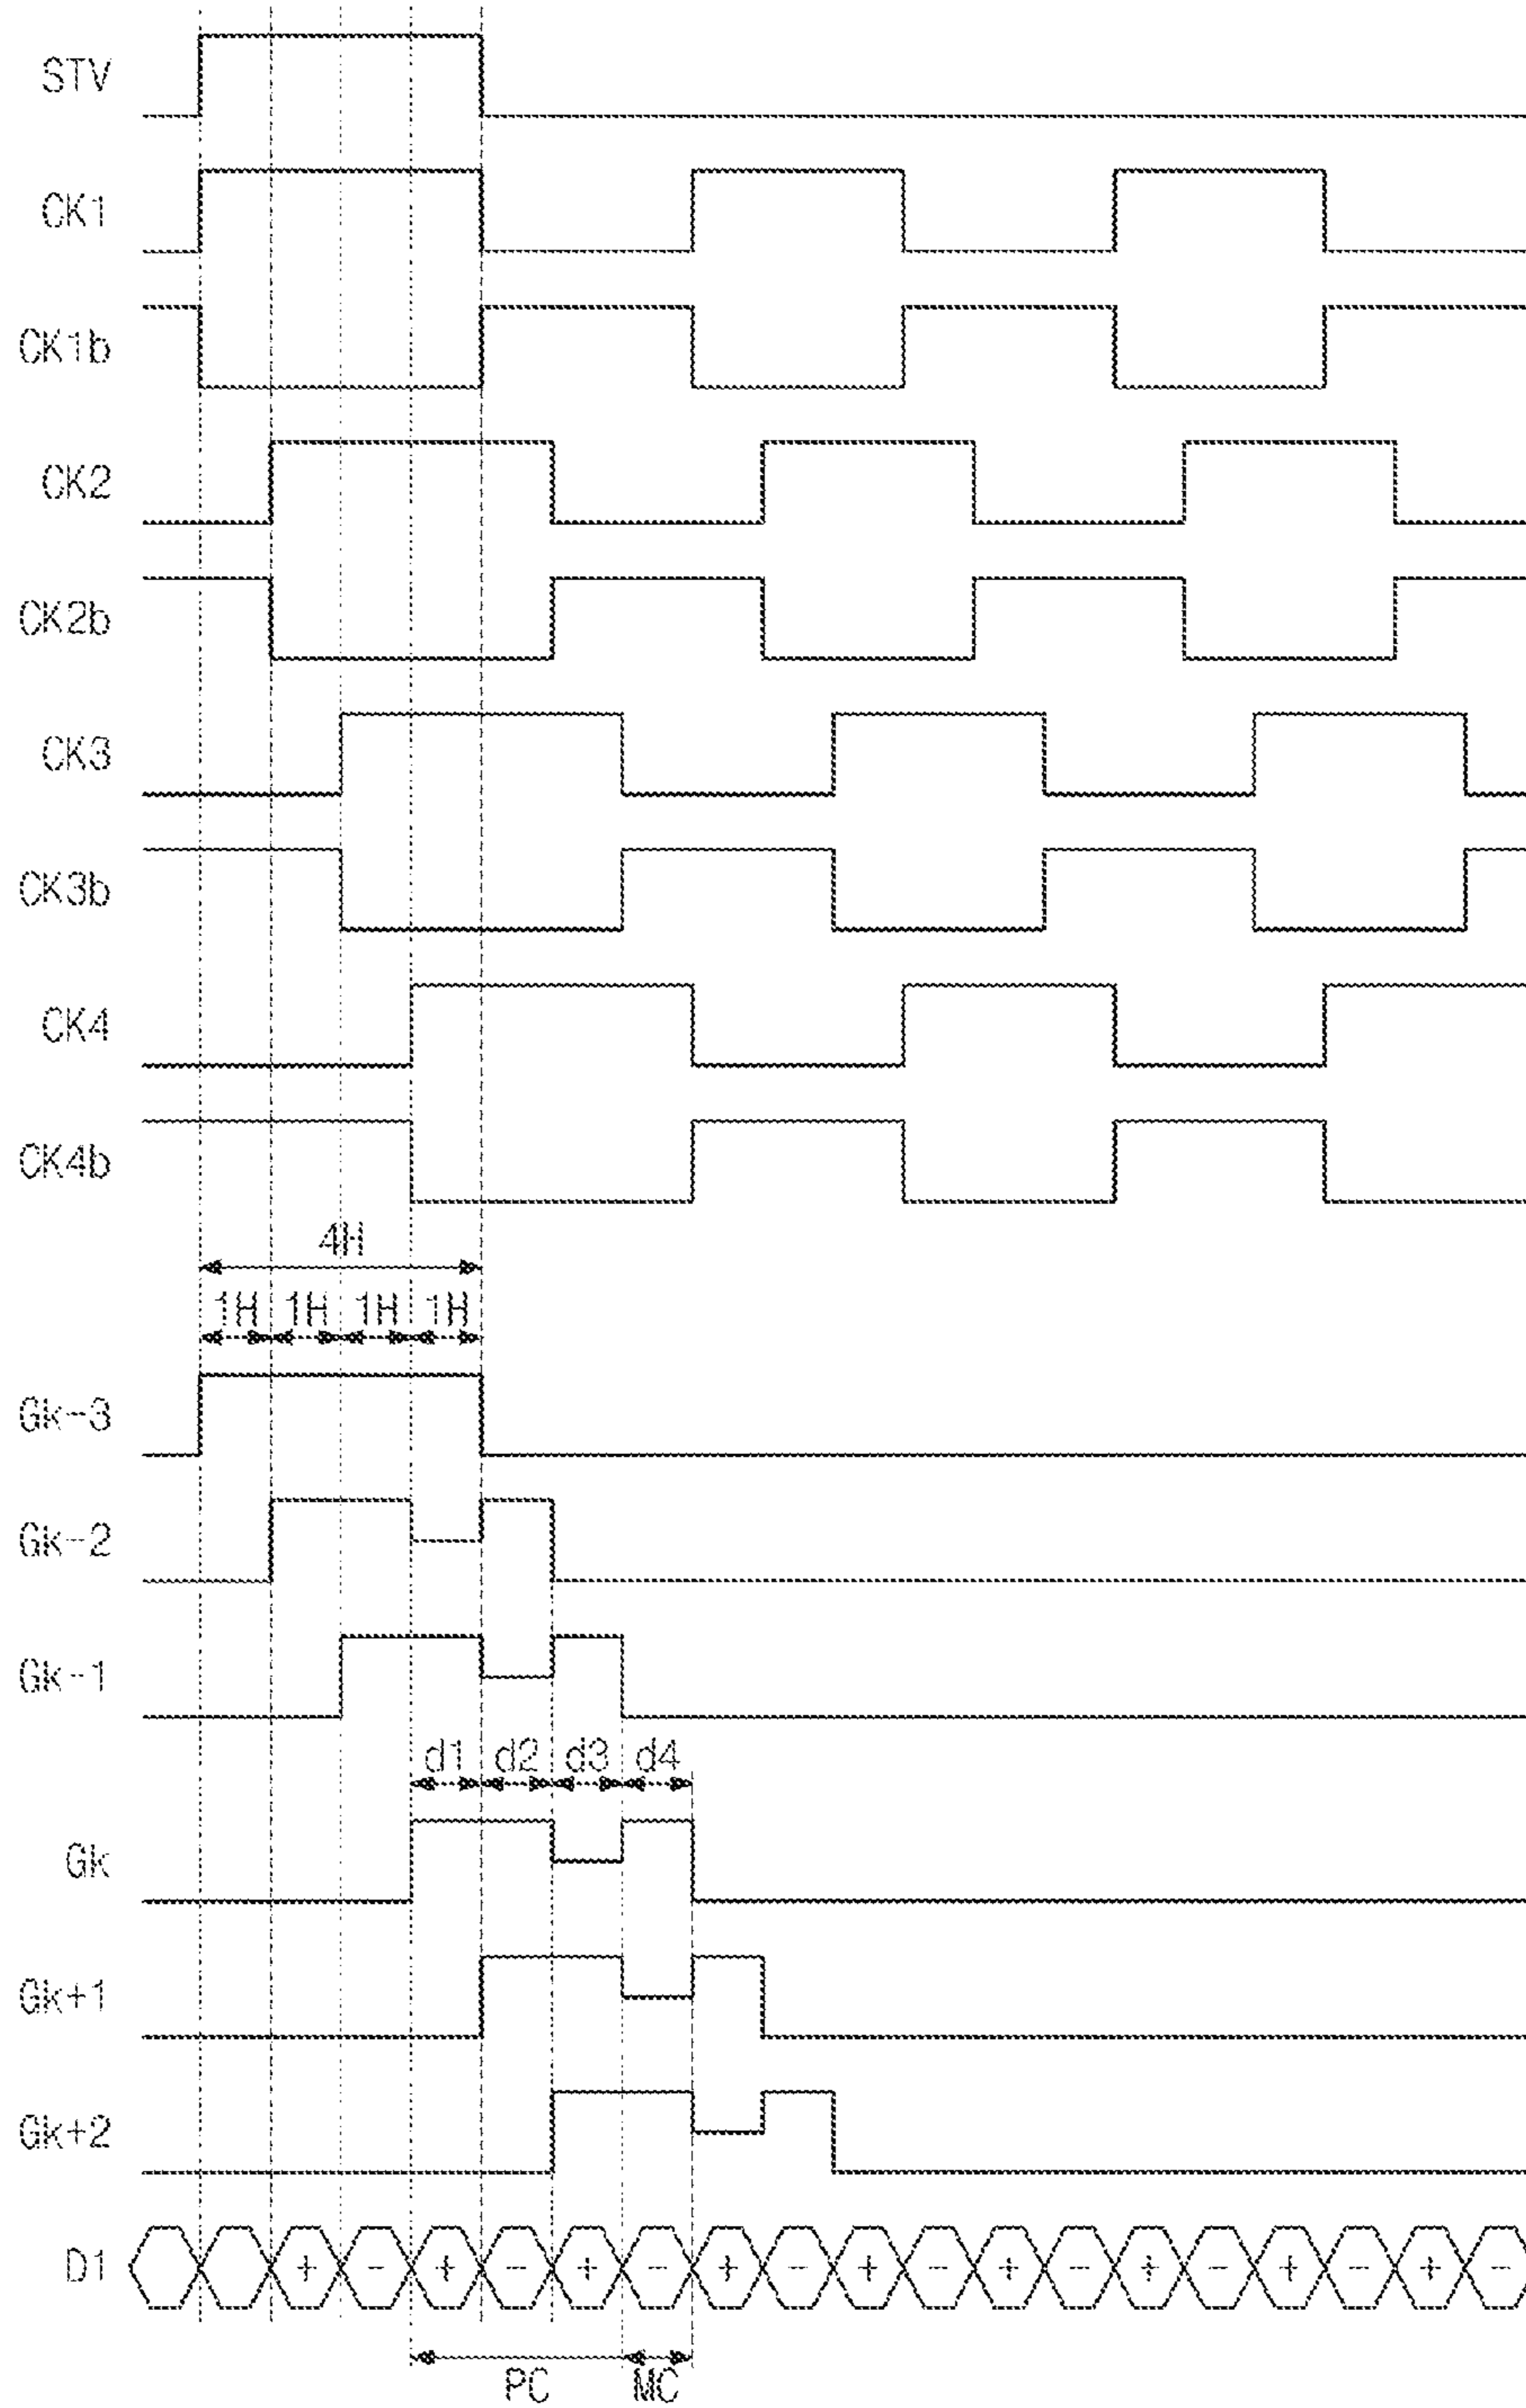 STV
CK1
CK1b
CK2
CK2b
CK3
CK3b
CK4
CK4b
4H
1H 1H 1H 1H
Gk-3
Gk-2
Gk-1
d1 d2 d3 d4
Gk
Gk+1
Gk+2
D1 + - + - + - + - + - + - + - + - + -
PC MC